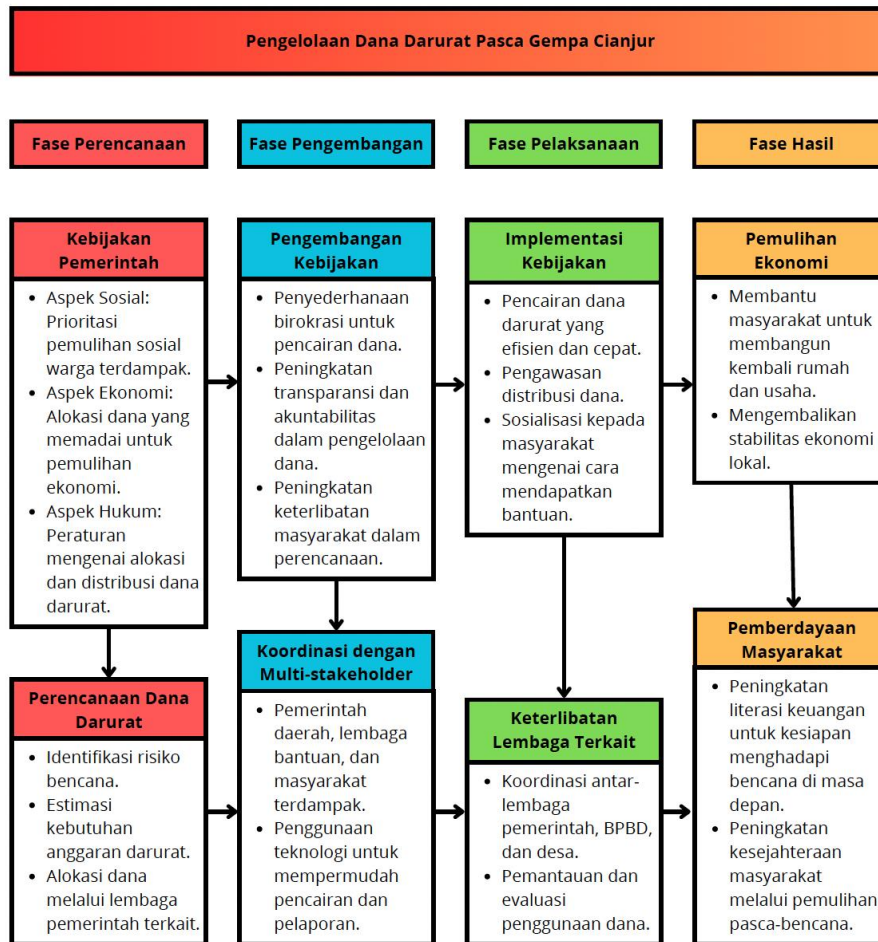 Pengelolaan Dana Darurat Pasca Gempa Cianjur
Fase Perencanaan
Fase Pengembangan
Fase Pelaksanaan
Fase Hasil
Kebijakan
Pemerintah
• Aspek Sosial:
Prioritasi
pemulihan sosial
warga terdampak.
• Aspek Ekonomi:
Alokasi dana yang
memadai untuk
pemulihan
ekonomi.
• Aspek Hukum:
Peraturan
mengenai alokasi
dan distribusi dana
darurat.
Pengembangan
Kebijakan
• Penyederhanaan
birokrasi untuk
pencairan dana.
• Peningkatan
transparansi dan
akuntabilitas
dalam pengelolaan
dana.
• Peningkatan
keterlibatan
masyarakat dalam
perencanaan.
Implementasi
Kebijakan
• Pencairan dana
darurat yang
efisien dan cepat.
• Pengawasan
distribusi dana.
• Sosialisasi kepada
masyarakat
mengenai cara
mendapatkan
bantuan.
Pemulihan
Ekonomi
• Membantu
masyarakat untuk
membangun
kembali rumah
dan usaha.
• Mengembalikan
stabilitas ekonomi
lokal.
Perencanaan Dana
Darurat
• Identifikasi risiko
bencana.
• Estimasi
kebutuhan
anggaran darurat.
• Alokasi dana
melalui lembaga
pemerintah terkait.
Koordinasi dengan
Multi-stakeholder
• Pemerintah
daerah, lembaga
bantuan, dan
masyarakat
terdampak.
• Penggunaan
teknologi untuk
mempermudah
pencairan dan
pelaporan.
Keterlibatan
Lembaga Terkait
• Koordinasi antar-
lembaga
pemerintah, BPBD,
dan desa.
• Pemantauan dan
evaluasi
penggunaan dana.
Pemberdayaan
Masyarakat
• Peningkatan
literasi keuangan
untuk kesiapan
menghadapi
bencana di masa
depan.
• Peningkatan
kesejahteraan
masyarakat
melalui pemulihan
pasca-bencana.